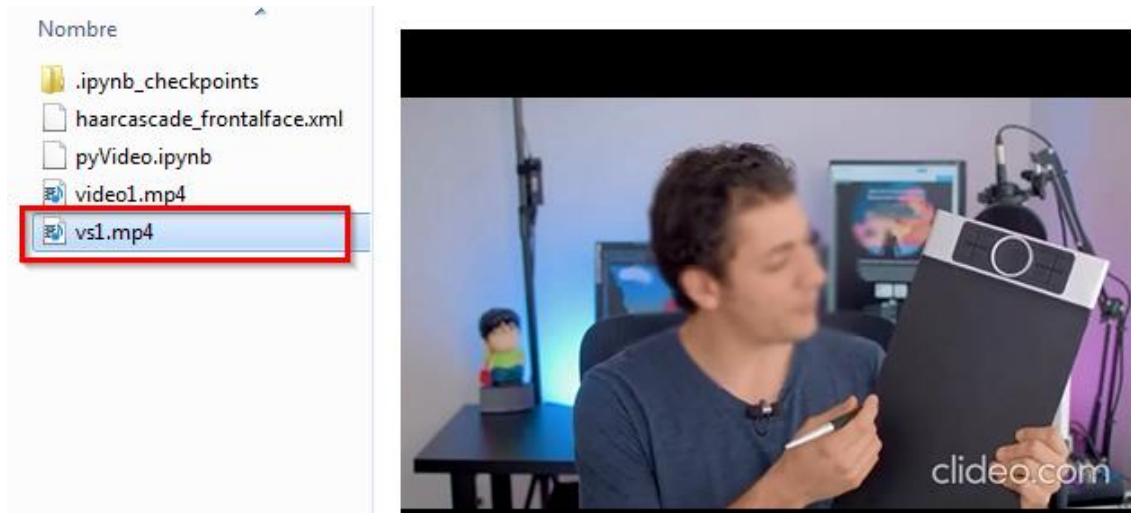 Nombre
.ipynb_checkpoints
haarcascade_frontalface.xml
pyVideo.ipynb
video1.mp4
vs1.mp4
clideo.com